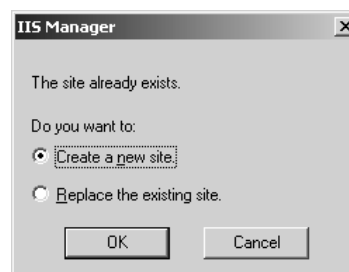 IIS Manager
The site already exists.
Do you want to:
Create a new site.
Replace the existing site.
OK
Cancel